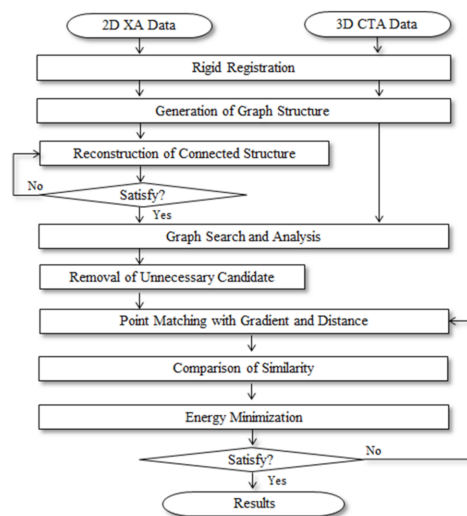 2D XA Data
3D CTA Data
Rigid Registration
Generation of Graph Structure
Reconstruction of Connected Structure
No
Satisfy?
Yes
Graph Search and Analysis
Removal of Unnecessary Candidate
Point Matching with Gradient and Distance
Comparison of Similarity
Energy Minimization
Satisfy?
No
Yes
Results